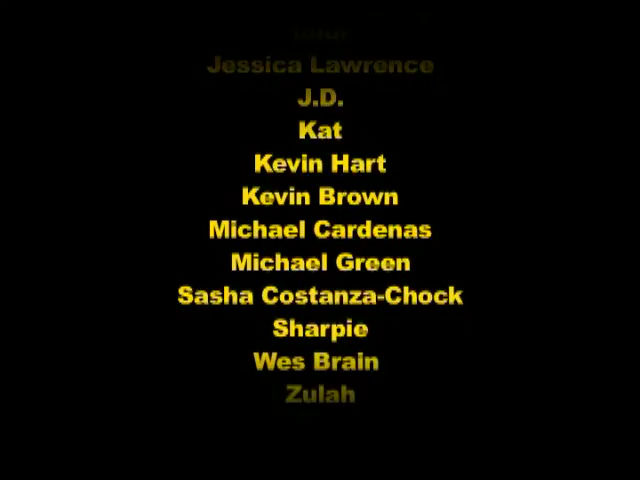 Jessica Lawrence
J.D.
Kat
Kevin Hart
Kevin Brown
Michael Cardenas
Michael Green
Sasha Costanza-Chock
Sharpie
Wes Brain
Zulah